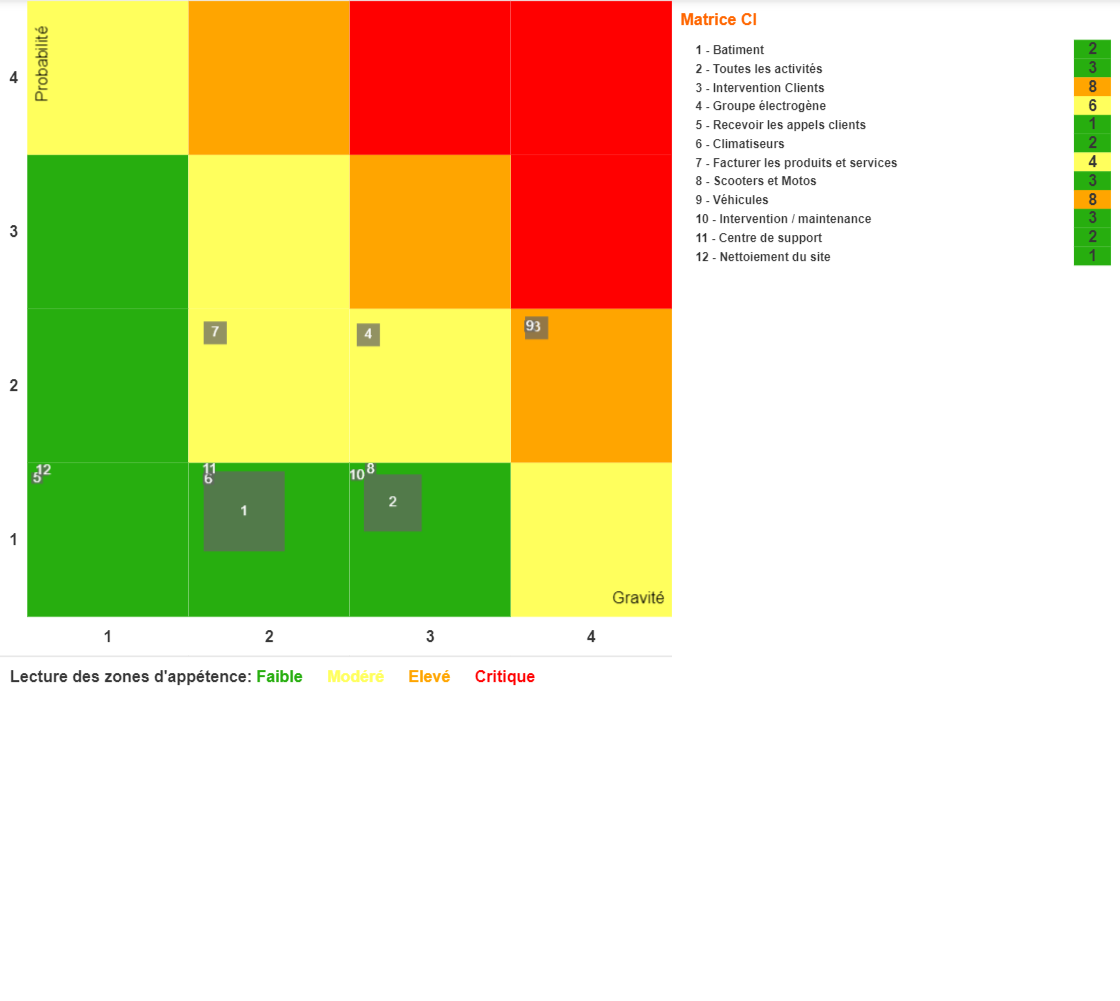 Probabilité
4
3
2
1
7
4
93
12
5
11
6
1
8
10
2
Gravité
1
2
3
4
Lecture des zones d'appétence: Faible Modéré Elevé Critique
Matrice CI
1 - Batiment 2
2 - Toutes les activités 3
3 - Intervention Clients 8
4 - Groupe électrogène 6
5 - Recevoir les appels clients 1
6 - Climatiseurs 2
7 - Facturer les produits et services 4
8 - Scooters et Motos 3
9 - Véhicules 8
10 - Intervention / maintenance 3
11 - Centre de support 2
12 - Nettoiement du site 1